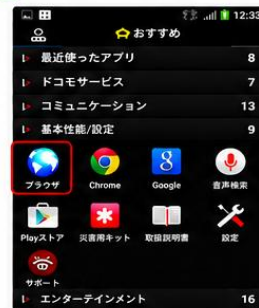 12:33
おすすめ
最近使ったアプリ 8
ドコモサービス 7
コミュニケーション 13
基本性能/設定 9
ブラウザ Chrome Google 音声検索
8
Playストア 災害用キット 取扱説明書 設定
サポート
エンターテインメント 16